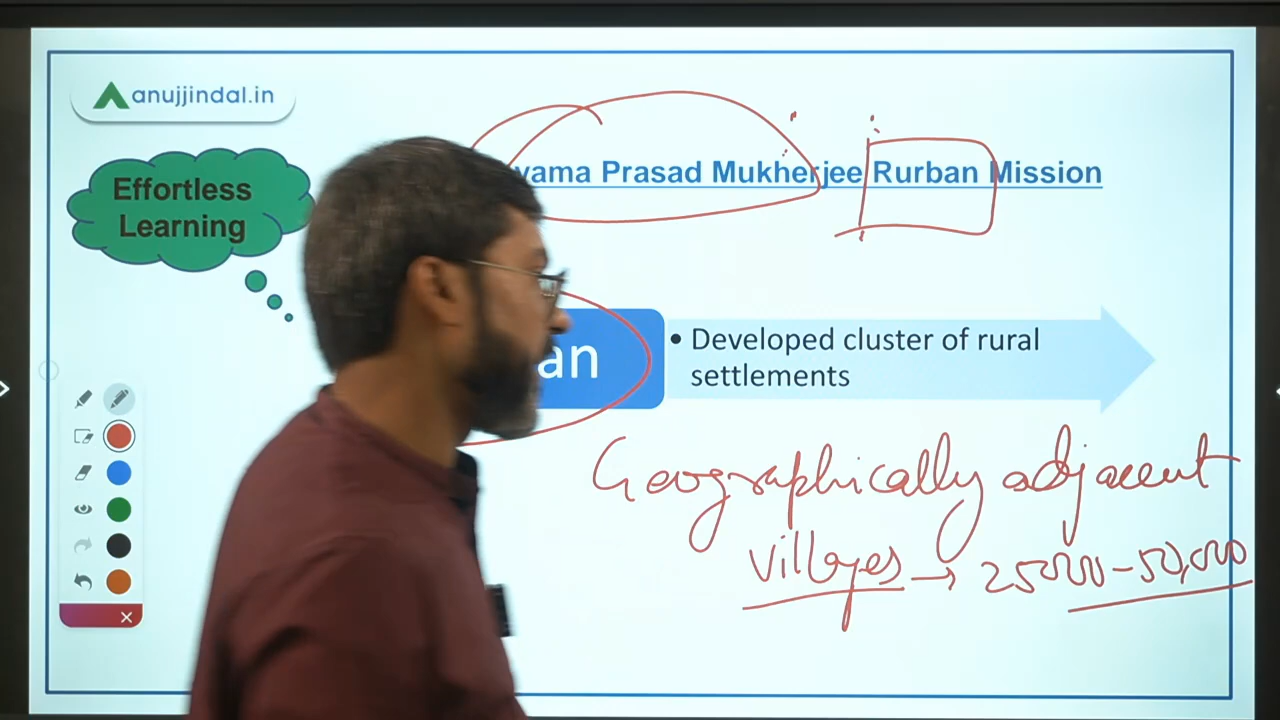 anujjindal.in
Effortless
Learning
yama Prasad Mukherjee Rurban Mission
an
• Developed cluster of rural
settlements
Geographically adjacent
villages → 25000-50,000